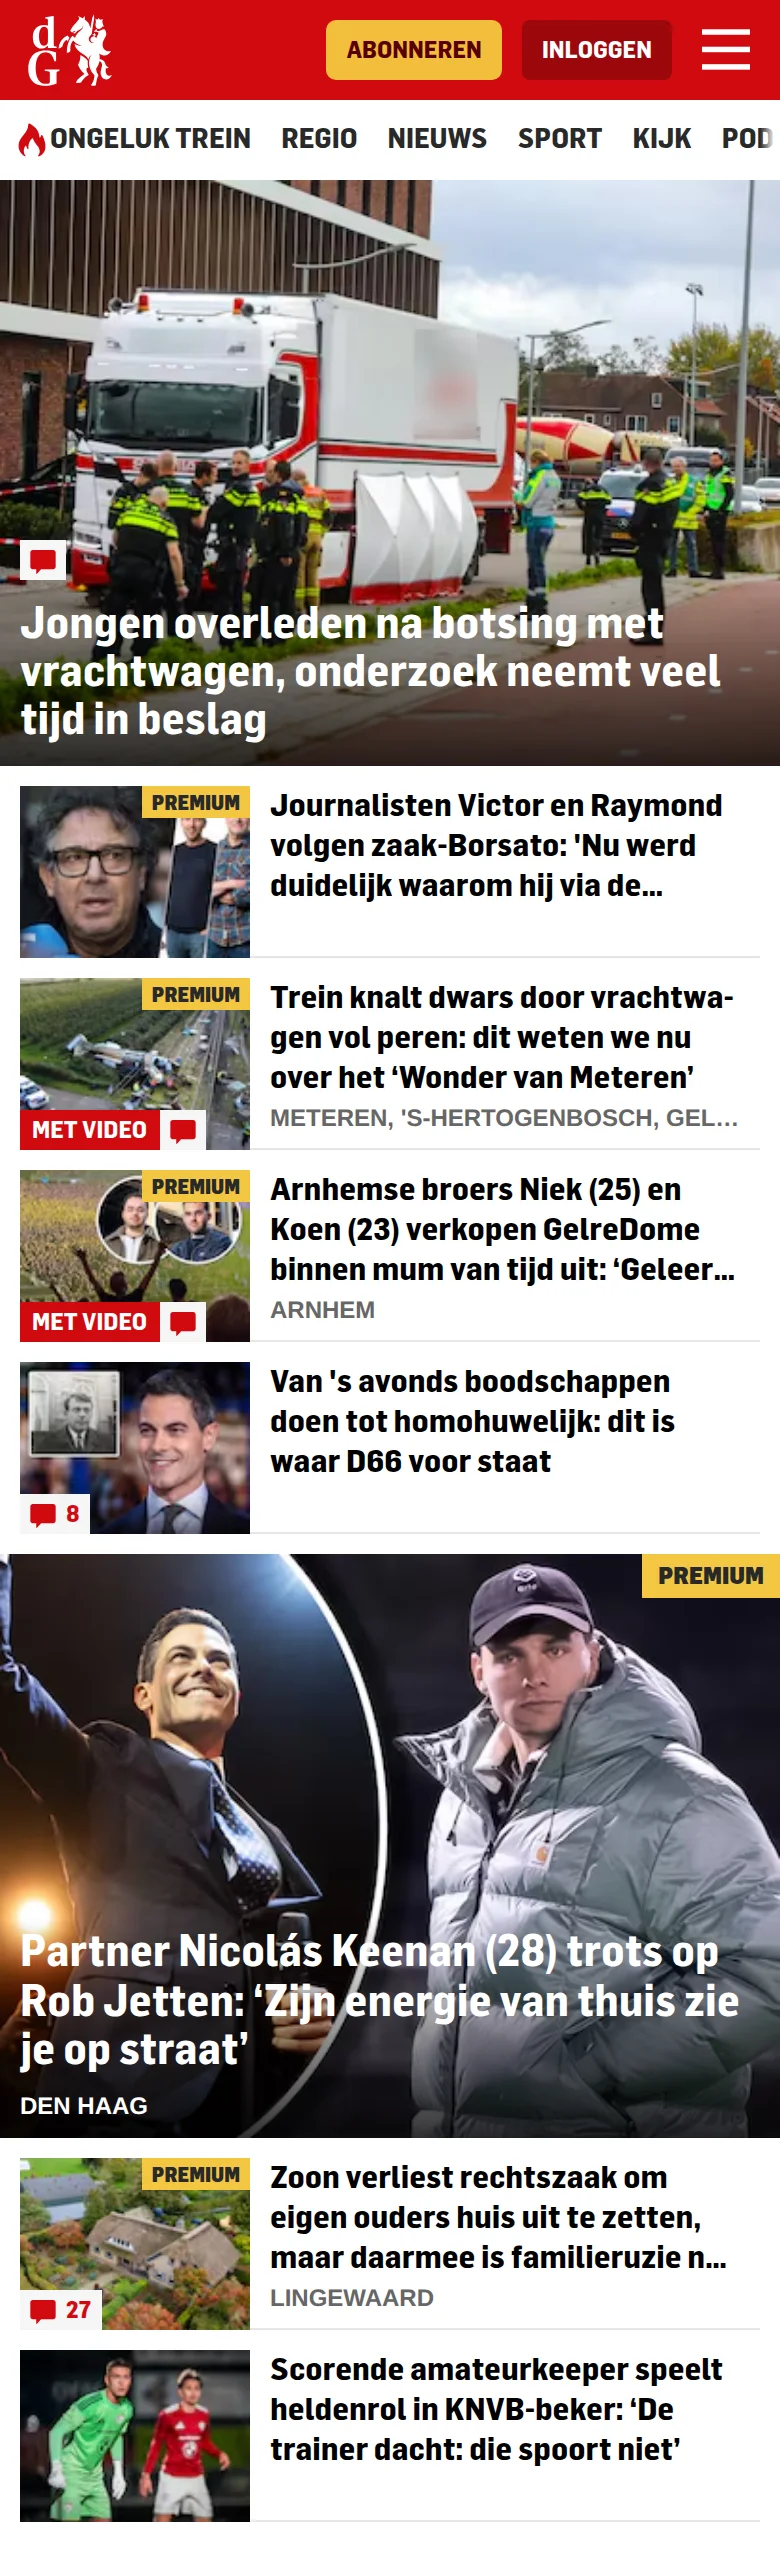 dG
ABONNEREN
INLOGGEN
ONGELUK TREIN
REGIO
NIEUWS
SPORT
KIJK
POD
Jongen overleden na botsing met
vrachtwagen, onderzoek neemt veel
tijd in beslag
PREMIUM
Journalisten Victor en Raymond
volgen zaak-Borsato: 'Nu werd
duidelijk waarom hij via de...
PREMIUM
MET VIDEO
Trein knalt dwars door vrachtwa-
gen vol peren: dit weten we nu
over het ‘Wonder van Meteren’
METEREN, 'S-HERTOGENBOSCH, GEL...
PREMIUM
MET VIDEO
Arnhemse broers Niek (25) en
Koen (23) verkopen GelreDome
binnen mum van tijd uit: ‘Geleer...
ARNHEM
8
Van 's avonds boodschappen
doen tot homohuwelijk: dit is
waar D66 voor staat
PREMIUM
Partner Nicolás Keenan (28) trots op
Rob Jetten: ‘Zijn energie van thuis zie
je op straat’
DEN HAAG
PREMIUM
27
Zoon verliest rechtszaak om
eigen ouders huis uit te zetten,
maar daarmee is familieruzie n...
LINGEWAARD
Scorende amateurkeeper speelt
heldenrol in KNVB-beker: ‘De
trainer dacht: die spoort niet’